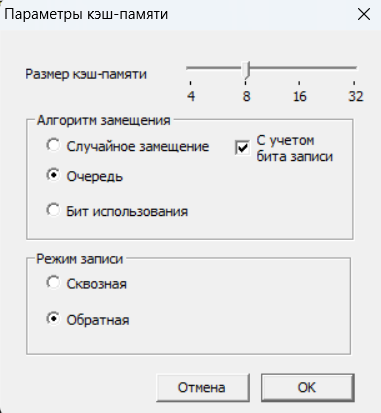 Параметры кэш-памяти
Размер кэш-памяти
4 8 16 32
Алгоритм замещения
Случайное замещение
С учетом
бита записи
Очередь
Бит использования
Режим записи
Сквозная
Обратная
Отмена OK